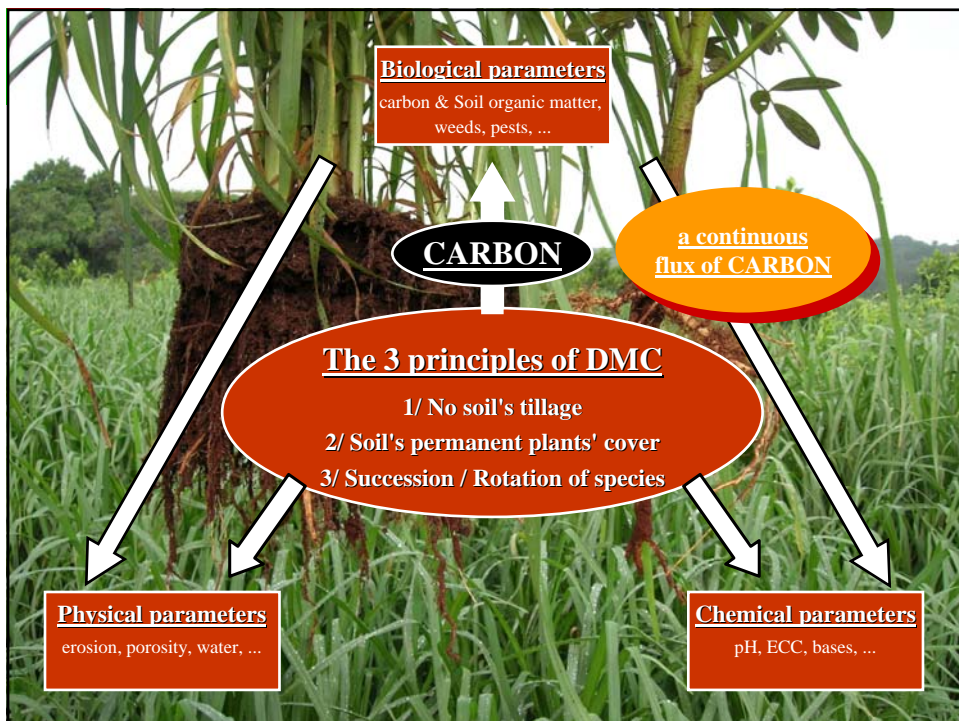 Biological parameters
carbon & Soil organic matter,
weeds, pests, ...
CARBON
a continuous
flux of CARBON
The 3 principles of DMC
1/ No soil's tillage
2/ Soil's permanent plants' cover
3/ Succession / Rotation of species
Physical parameters
erosion, porosity, water, ...
Chemical parameters
pH, ECC, bases, ...